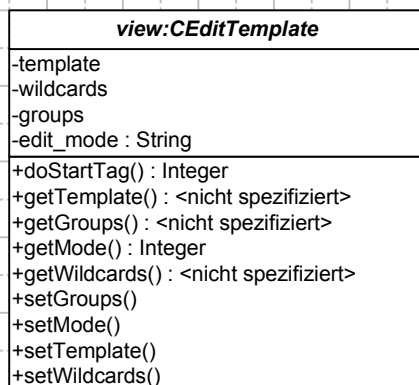 view:CEditTemplate
-template
-wildcards
-groups
-edit_mode : String
+doStartTag() : Integer
+getTemplate() : <nicht spezifiziert>
+getGroups() : <nicht spezifiziert>
+getMode() : Integer
+getWildcards() : <nicht spezifiziert>
+setGroups()
+setMode()
+setTemplate()
+setWildcards()